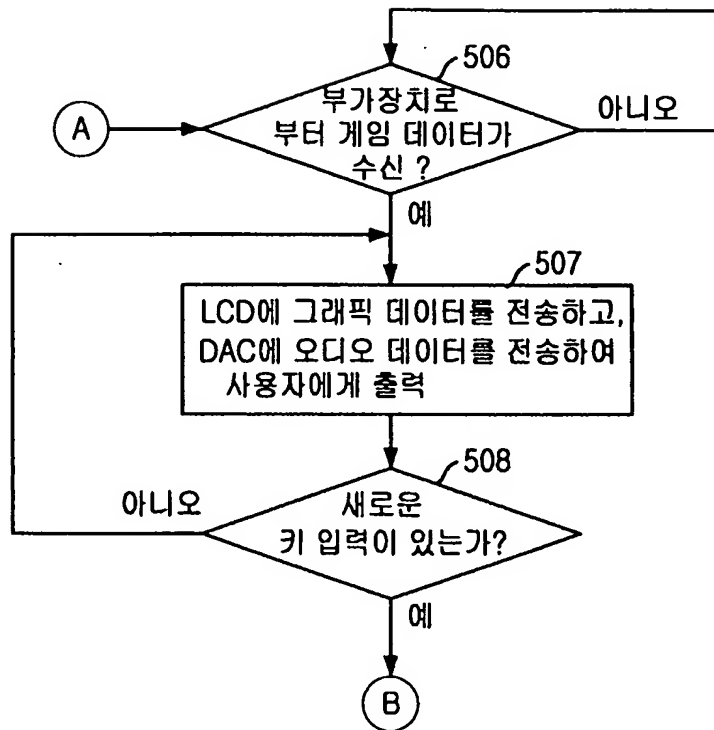 506
A
부가장치로
부터 게임 데이터가
수신 ?
아니오
예
507
LCD에 그래픽 데이터를 전송하고,
DAC에 오디오 데이터를 전송하여
사용자에게 출력
508
아니오
새로운
키 입력이 있는가?
예
B